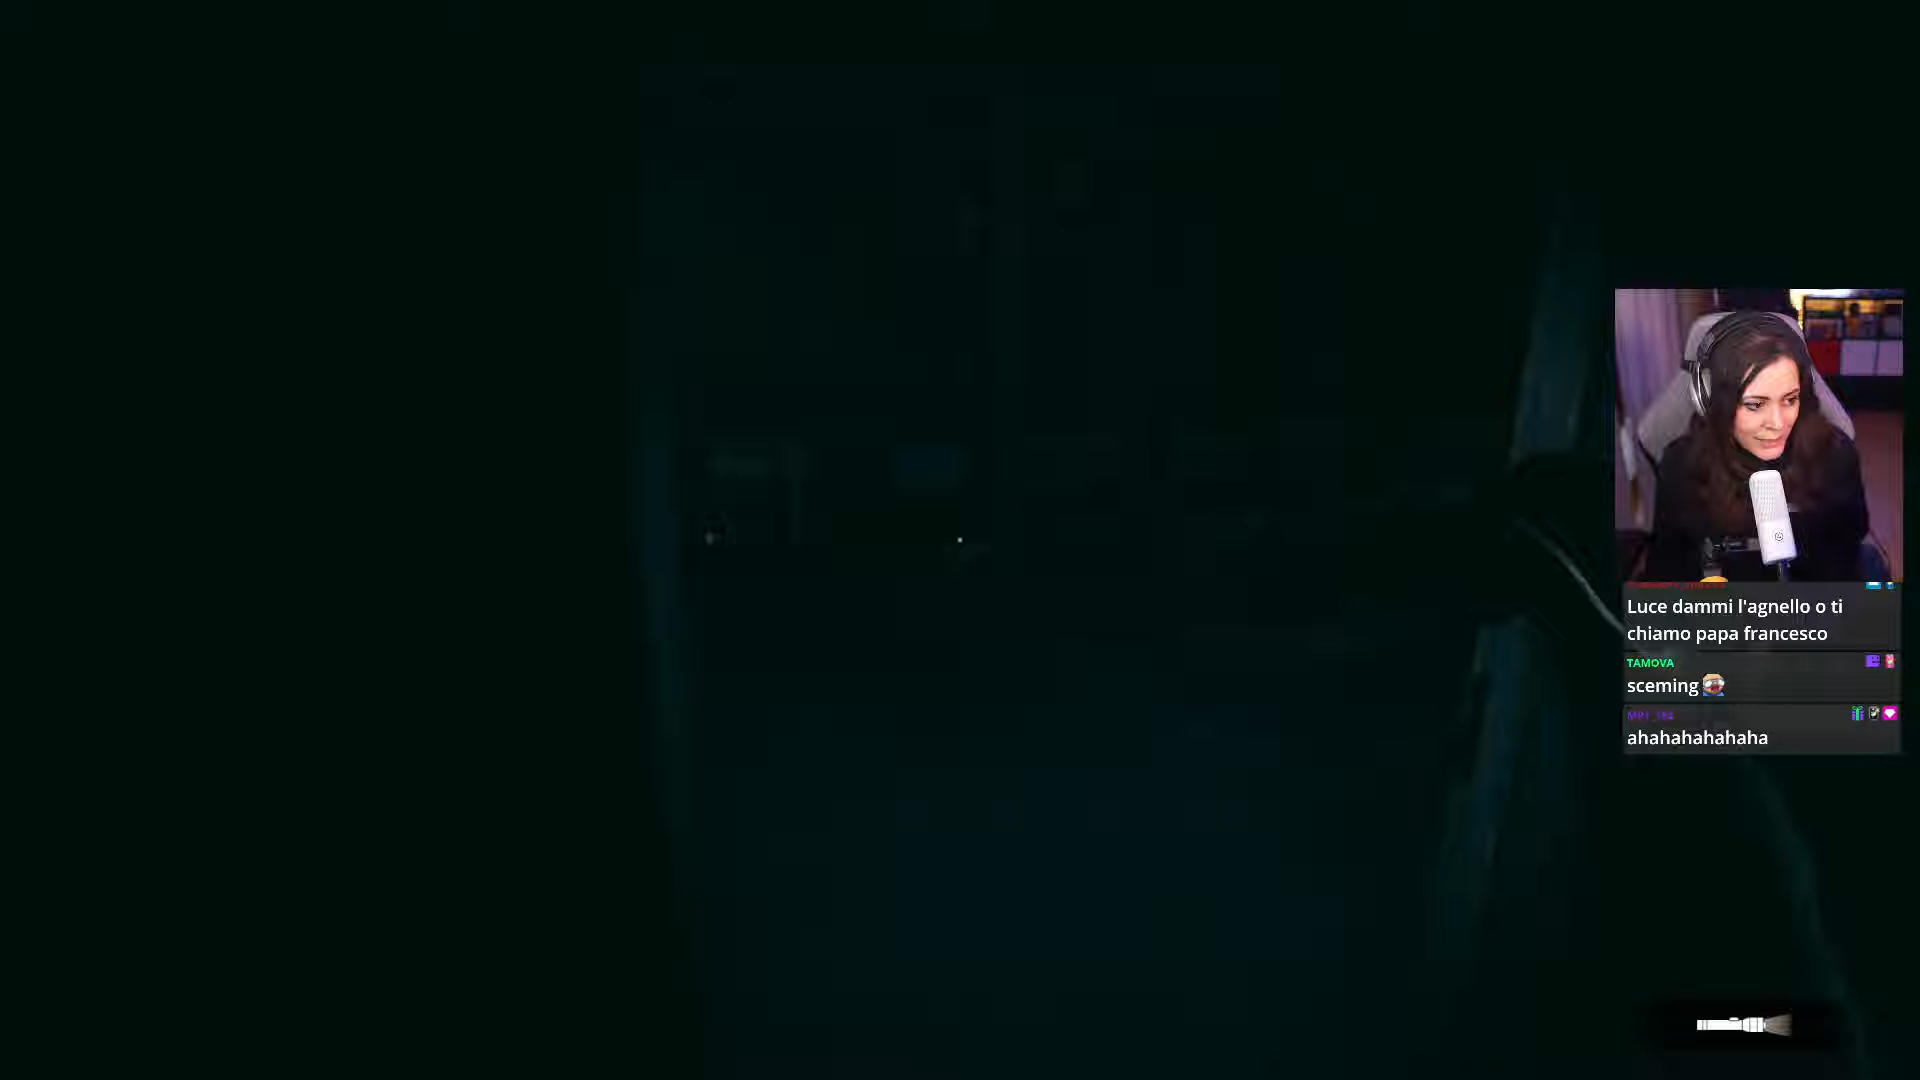 Luce dammi l'agnello o ti
chiamo papa francesco
TAMOVA
sceming
ahahahahahaha